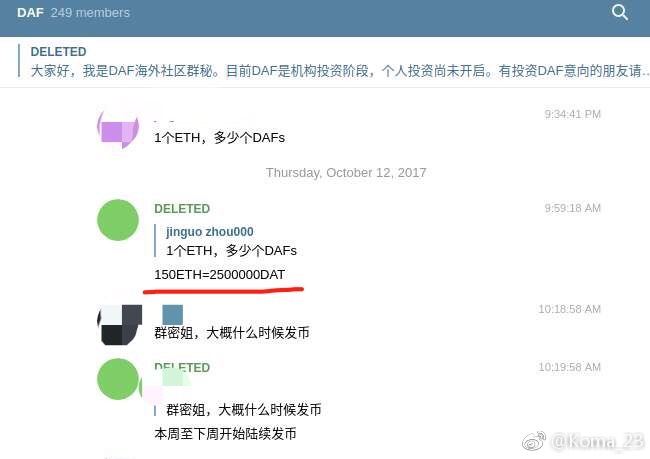 DAF 249 members
DELETED
大家好，我是DAF海外社区群秘。目前DAF是机构投资阶段，个人投资尚未开启。有投资DAF意向的朋友请...
9:34:41 PM
1个ETH，多少个DAFs
Thursday, October 12, 2017
DELETED 9:59:18 AM
jinguo zhou000
1个ETH，多少个DAFs
150ETH=2500000DAT
10:18:58 AM
群密姐，大概什么时候发币
DELETED 10:19:58 AM
群密姐，大概什么时候发币
本周至下周开始陆续发币
@Koma_23